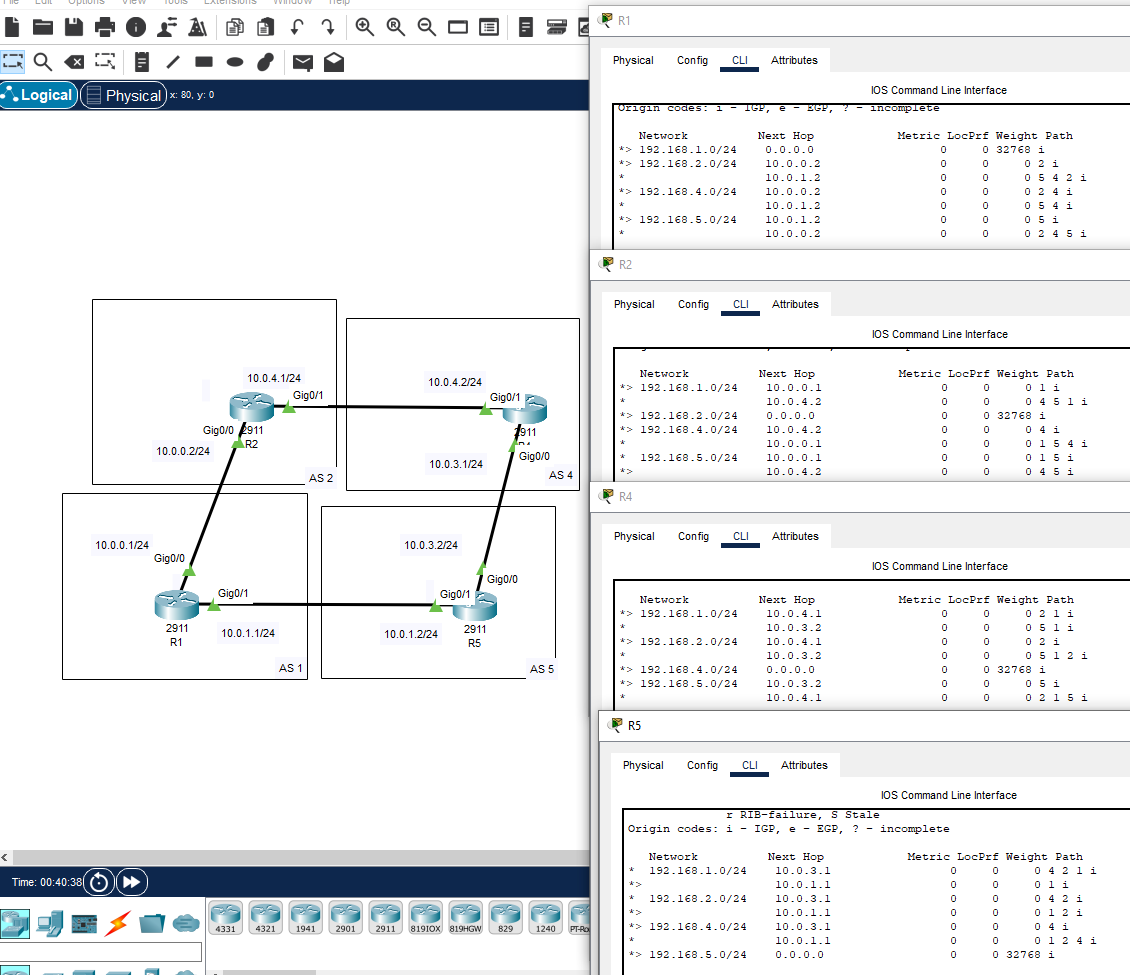 File Edit Options View Tools Extensions Window Help
Logical Physical x: 80, y: 0
10.0.4.1/24
10.0.4.2/24
Gig0/1
Gig0/1
Gig0/0 2911
R2
2911
10.0.0.2/24
10.0.3.1/24
Gig0/0
AS 2
AS 4
10.0.0.1/24
10.0.3.2/24
Gig0/0
Gig0/0
Gig0/1
Gig0/1
2911
R1
10.0.1.1/24
10.0.1.2/24
2911
R5
AS 1
AS 5
Time: 00:40:38
4331 4321 1941 2901 2911 819IOX 819HGW 829 1240
R1
Physical Config CLI Attributes
IOS Command Line Interface
Origin codes: i - IGP, e - EGP, ? - incomplete
Network Next Hop Metric LocPrf Weight Path
*> 192.168.1.0/24 0.0.0.0 0 0 32768 i
*> 192.168.2.0/24 10.0.0.2 0 0 0 2 i
* 10.0.1.2 0 0 0 5 4 2 i
*> 192.168.4.0/24 10.0.0.2 0 0 0 2 4 i
* 10.0.1.2 0 0 0 5 4 i
*> 192.168.5.0/24 10.0.1.2 0 0 0 5 i
* 10.0.0.2 0 0 0 2 4 5 i
R2
Physical Config CLI Attributes
IOS Command Line Interface
Network Next Hop Metric LocPrf Weight Path
*> 192.168.1.0/24 10.0.0.1 0 0 0 1 i
* 10.0.4.2 0 0 0 4 5 1 i
*> 192.168.2.0/24 0.0.0.0 0 0 32768 i
*> 192.168.4.0/24 10.0.4.2 0 0 0 4 i
* 10.0.0.1 0 0 0 1 5 4 i
* 192.168.5.0/24 10.0.0.1 0 0 0 1 5 i
*> 10.0.4.2 0 0 0 4 5 i
R4
Physical Config CLI Attributes
IOS Command Line Interface
Network Next Hop Metric LocPrf Weight Path
*> 192.168.1.0/24 10.0.4.1 0 0 0 2 1 i
* 10.0.3.2 0 0 0 5 1 i
*> 192.168.2.0/24 10.0.4.1 0 0 0 2 i
* 10.0.3.2 0 0 0 5 1 2 i
*> 192.168.4.0/24 0.0.0.0 0 0 32768 i
*> 192.168.5.0/24 10.0.3.2 0 0 0 5 i
* 10.0.4.1 0 0 0 2 1 5 i
R5
Physical Config CLI Attributes
IOS Command Line Interface
r RIB-failure, S Stale
Origin codes: i - IGP, e - EGP, ? - incomplete
Network Next Hop Metric LocPrf Weight Path
* 192.168.1.0/24 10.0.3.1 0 0 0 4 2 1 i
*> 10.0.1.1 0 0 0 1 i
* 192.168.2.0/24 10.0.3.1 0 0 0 4 2 i
*> 10.0.1.1 0 0 0 1 2 i
*> 192.168.4.0/24 10.0.3.1 0 0 0 4 i
* 10.0.1.1 0 0 0 1 2 4 i
*> 192.168.5.0/24 0.0.0.0 0 0 32768 i